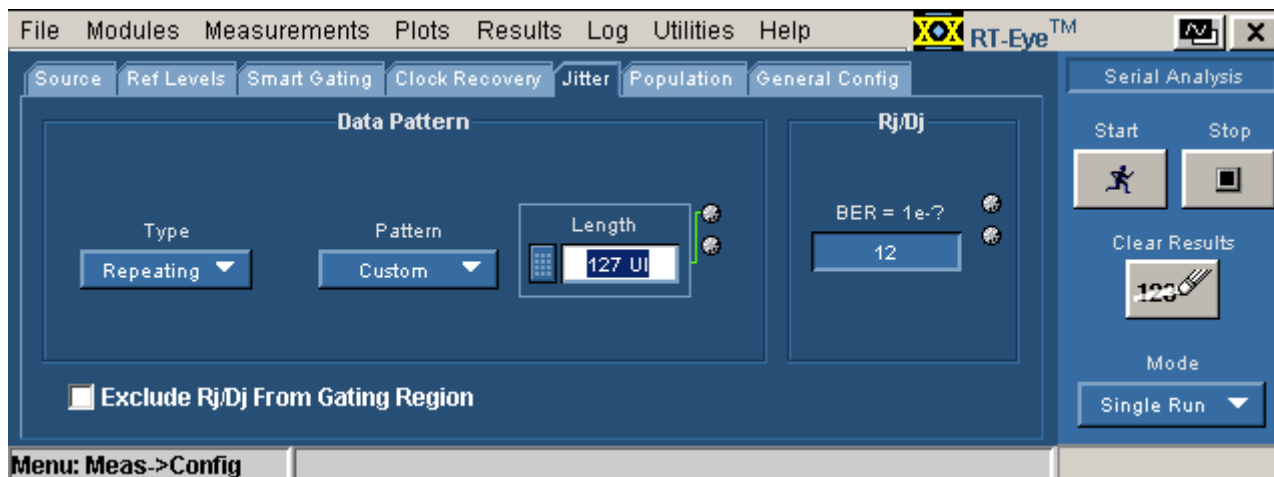 File Modules Measurements Plots Results Log Utilities Help RT-Eye™
Source Ref Levels Smart Gating Clock Recovery Jitter Population General Config
Serial Analysis
Data Pattern
Rj/Dj
Start Stop
Type
Repeating
Pattern
Custom
Length
127 UI
BER = 1e-?
12
Clear Results
123
Mode
Single Run
Exclude Rj/Dj From Gating Region
Menu: Meas->Config